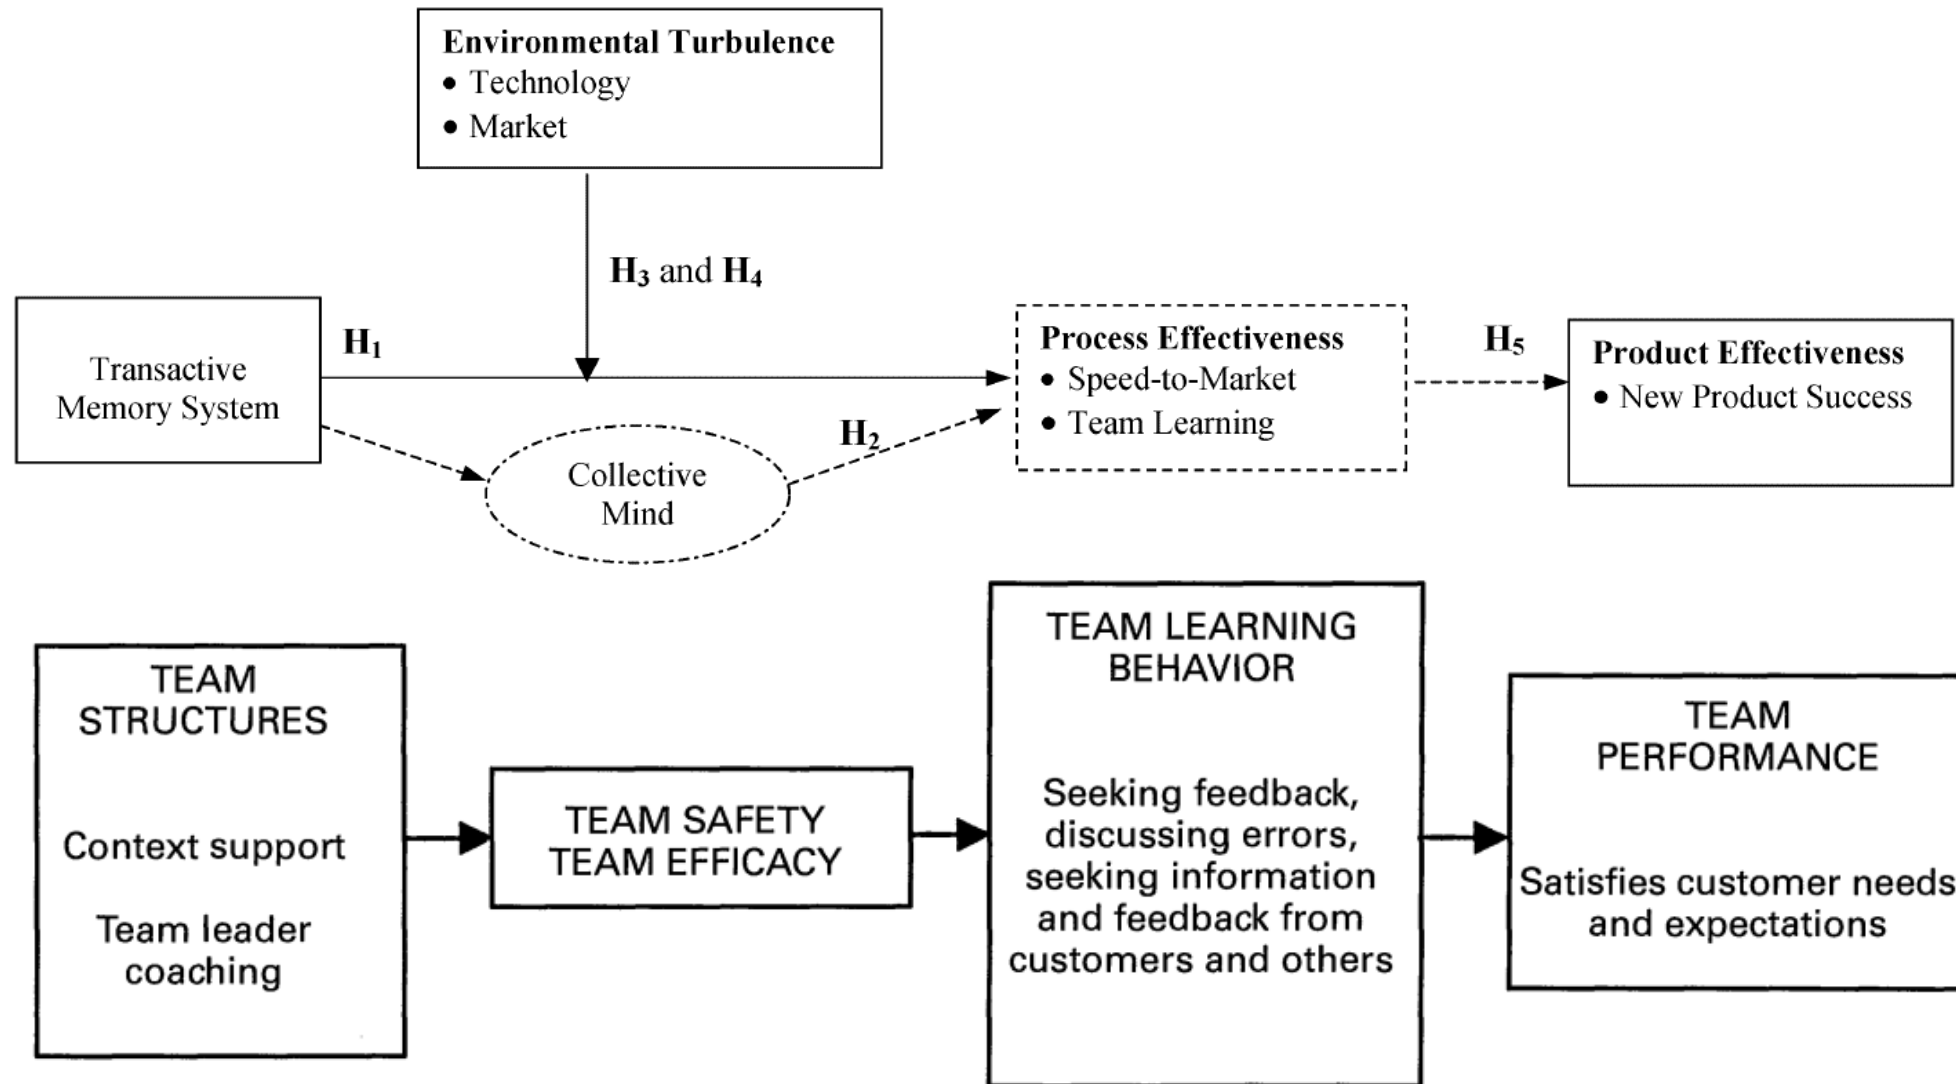 Environmental Turbulence
• Technology
• Market
H₃ and H₄
H₁
Transactive
Memory System
Collective
Mind
H₂
Process Effectiveness
• Speed-to-Market
• Team Learning
H₅
Product Effectiveness
• New Product Success
TEAM
STRUCTURES
Context support
Team leader
coaching
TEAM SAFETY
TEAM EFFICACY
TEAM LEARNING
BEHAVIOR
Seeking feedback,
discussing errors,
seeking information
and feedback from
customers and others
TEAM
PERFORMANCE
Satisfies customer needs
and expectations